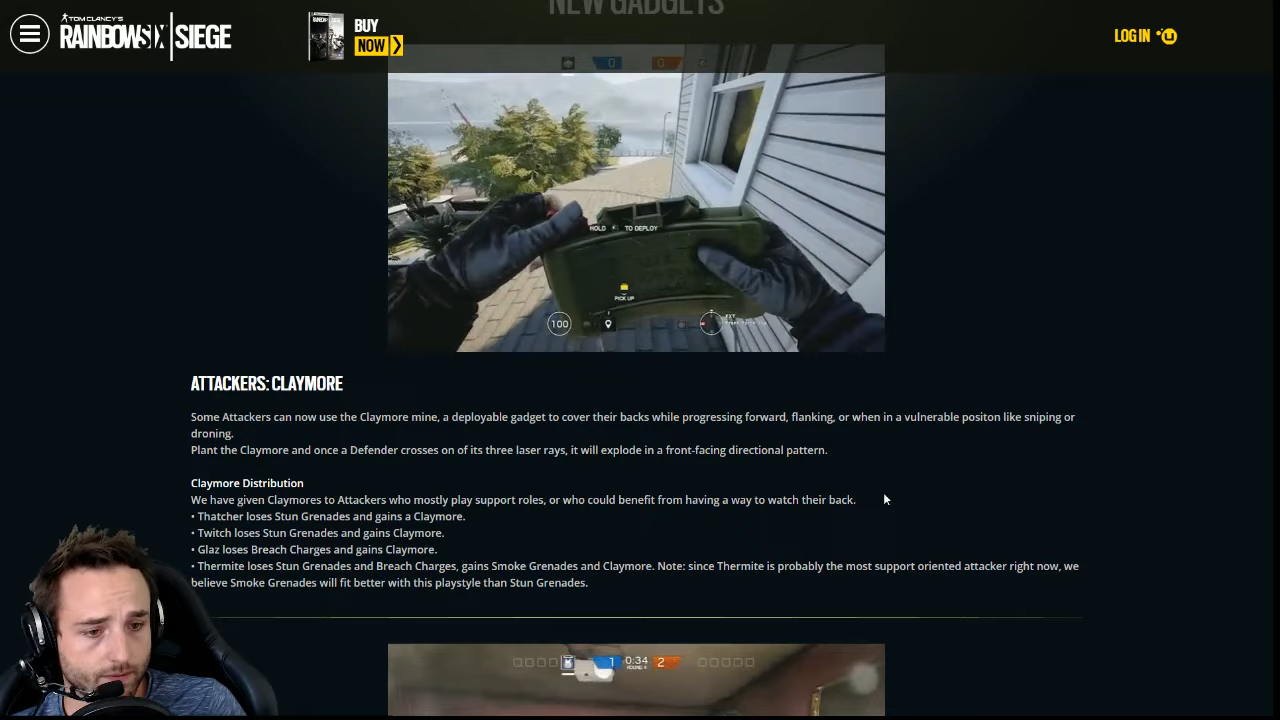 NEW GADGETS
TOM CLANCY'S
RAINBOWSIX | SIEGE
BUY
NOW
LOG IN
0 0
HOLD TO DEPLOY
PICK UP
100
EXT
ATTACKERS: CLAYMORE
Some Attackers can now use the Claymore mine, a deployable gadget to cover their backs while progressing forward, flanking, or when in a vulnerable positon like sniping or
droning.
Plant the Claymore and once a Defender crosses on of its three laser rays, it will explode in a front-facing directional pattern.
Claymore Distribution
We have given Claymores to Attackers who mostly play support roles, or who could benefit from having a way to watch their back.
• Thatcher loses Stun Grenades and gains a Claymore.
• Twitch loses Stun Grenades and gains Claymore.
• Glaz loses Breach Charges and gains Claymore.
• Thermite loses Stun Grenades and Breach Charges, gains Smoke Grenades and Claymore. Note: since Thermite is probably the most support oriented attacker right now, we
believe Smoke Grenades will fit better with this playstyle than Stun Grenades.
1 0:34 2